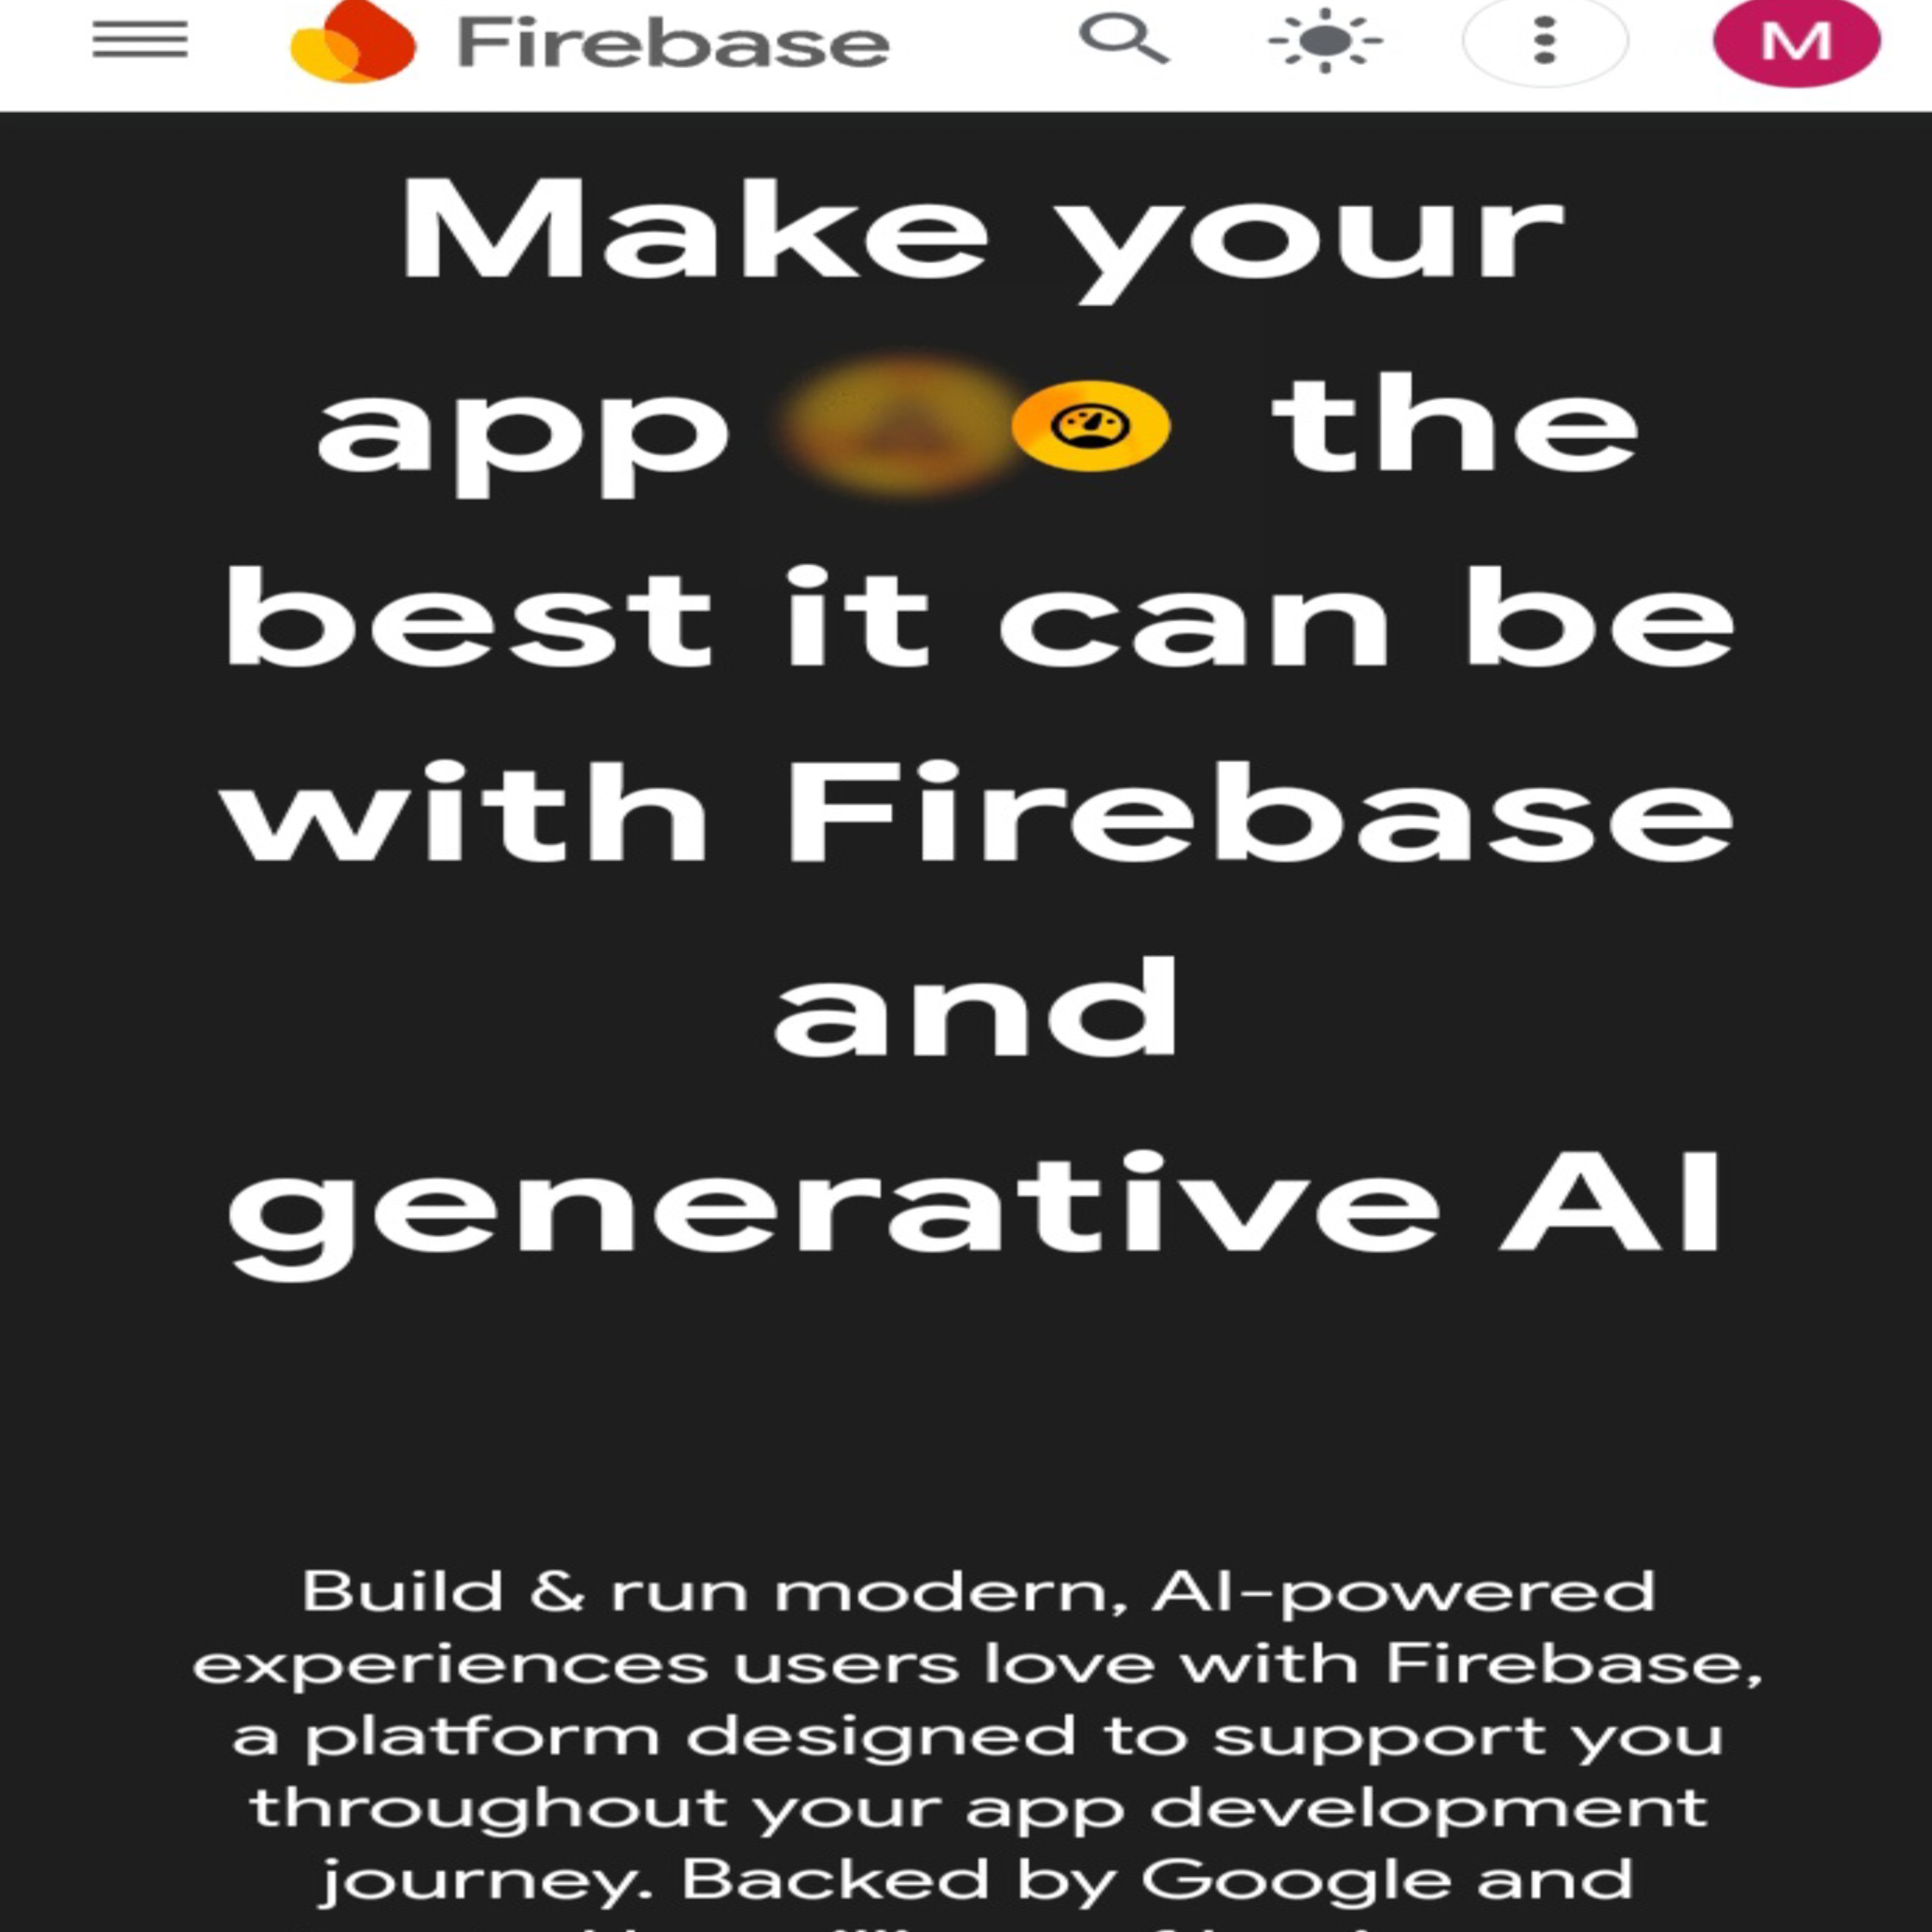 Firebase
M
Make your
app the
best it can be
with Firebase
and
generative AI
Build & run modern, AI-powered
experiences users love with Firebase,
a platform designed to support you
throughout your app development
journey. Backed by Google and